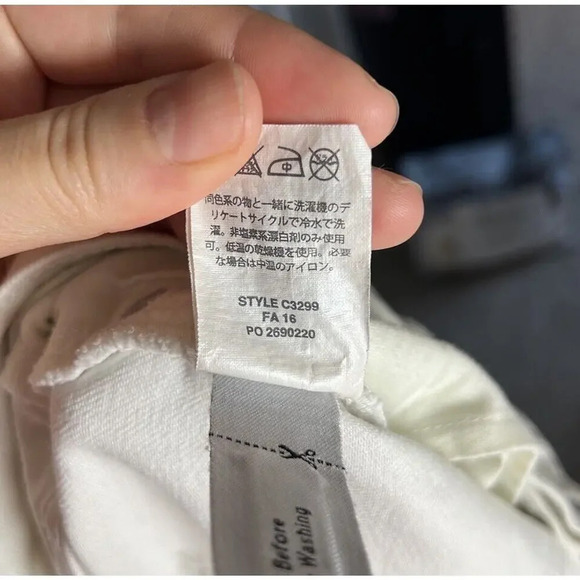 同色系の物と一緒に洗濯機のデ
リケートサイクルで冷水で洗
濯。非塩素系漂白剤のみ使用
可。低温の乾燥機を使用。必要
な場合は中温のアイロン。
STYLE C3299
FA 16
PO 2690220
Before
Washing